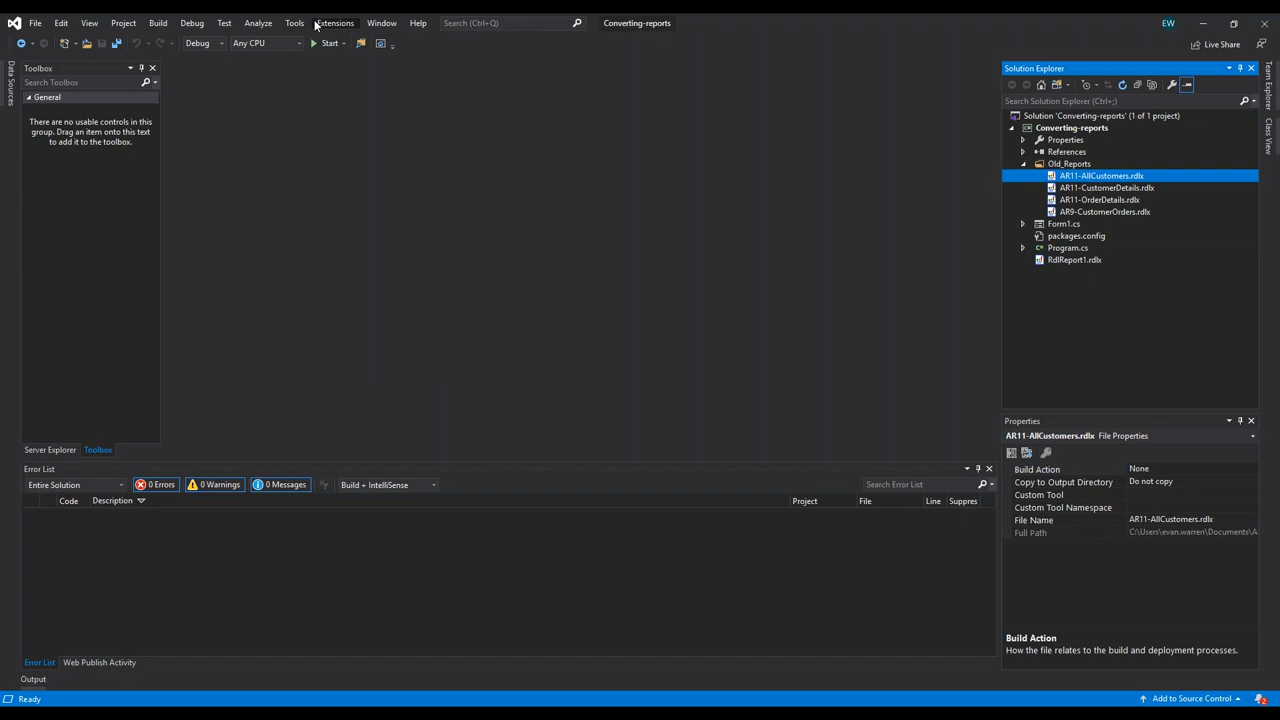 File Edit View Project Build Debug Test Analyze Tools Extensions Window Help Search (Ctrl+Q) Converting-reports EW
Debug Any CPU Start Live Share
Data Sources
Toolbox
Search Toolbox
General
There are no usable controls in this
group. Drag an item onto this text
to add it to the toolbox.
Server Explorer Toolbox
Solution Explorer
Search Solution Explorer (Ctrl+;)
Solution 'Converting-reports' (1 of 1 project)
Converting-reports
Properties
References
Old_Reports
AR11-AllCustomers.rdlx
AR11-CustomerDetails.rdlx
AR11-OrderDetails.rdlx
AR9-CustomerOrders.rdlx
Form1.cs
packages.config
Program.cs
RdlReport1.rdlx
Team Explorer
Class View
Properties
AR11-AllCustomers.rdlx File Properties
Build Action None
Copy to Output Directory Do not copy
Custom Tool
Custom Tool Namespace
File Name AR11-AllCustomers.rdlx
Full Path C:\Users\evan.warren\Documents\A
Build Action
How the file relates to the build and deployment processes.
Error List
Entire Solution 0 Errors 0 Warnings 0 Messages Build + IntelliSense Search Error List
Code Description Project File Line Suppres
Error List Web Publish Activity
Output
Ready Add to Source Control 2